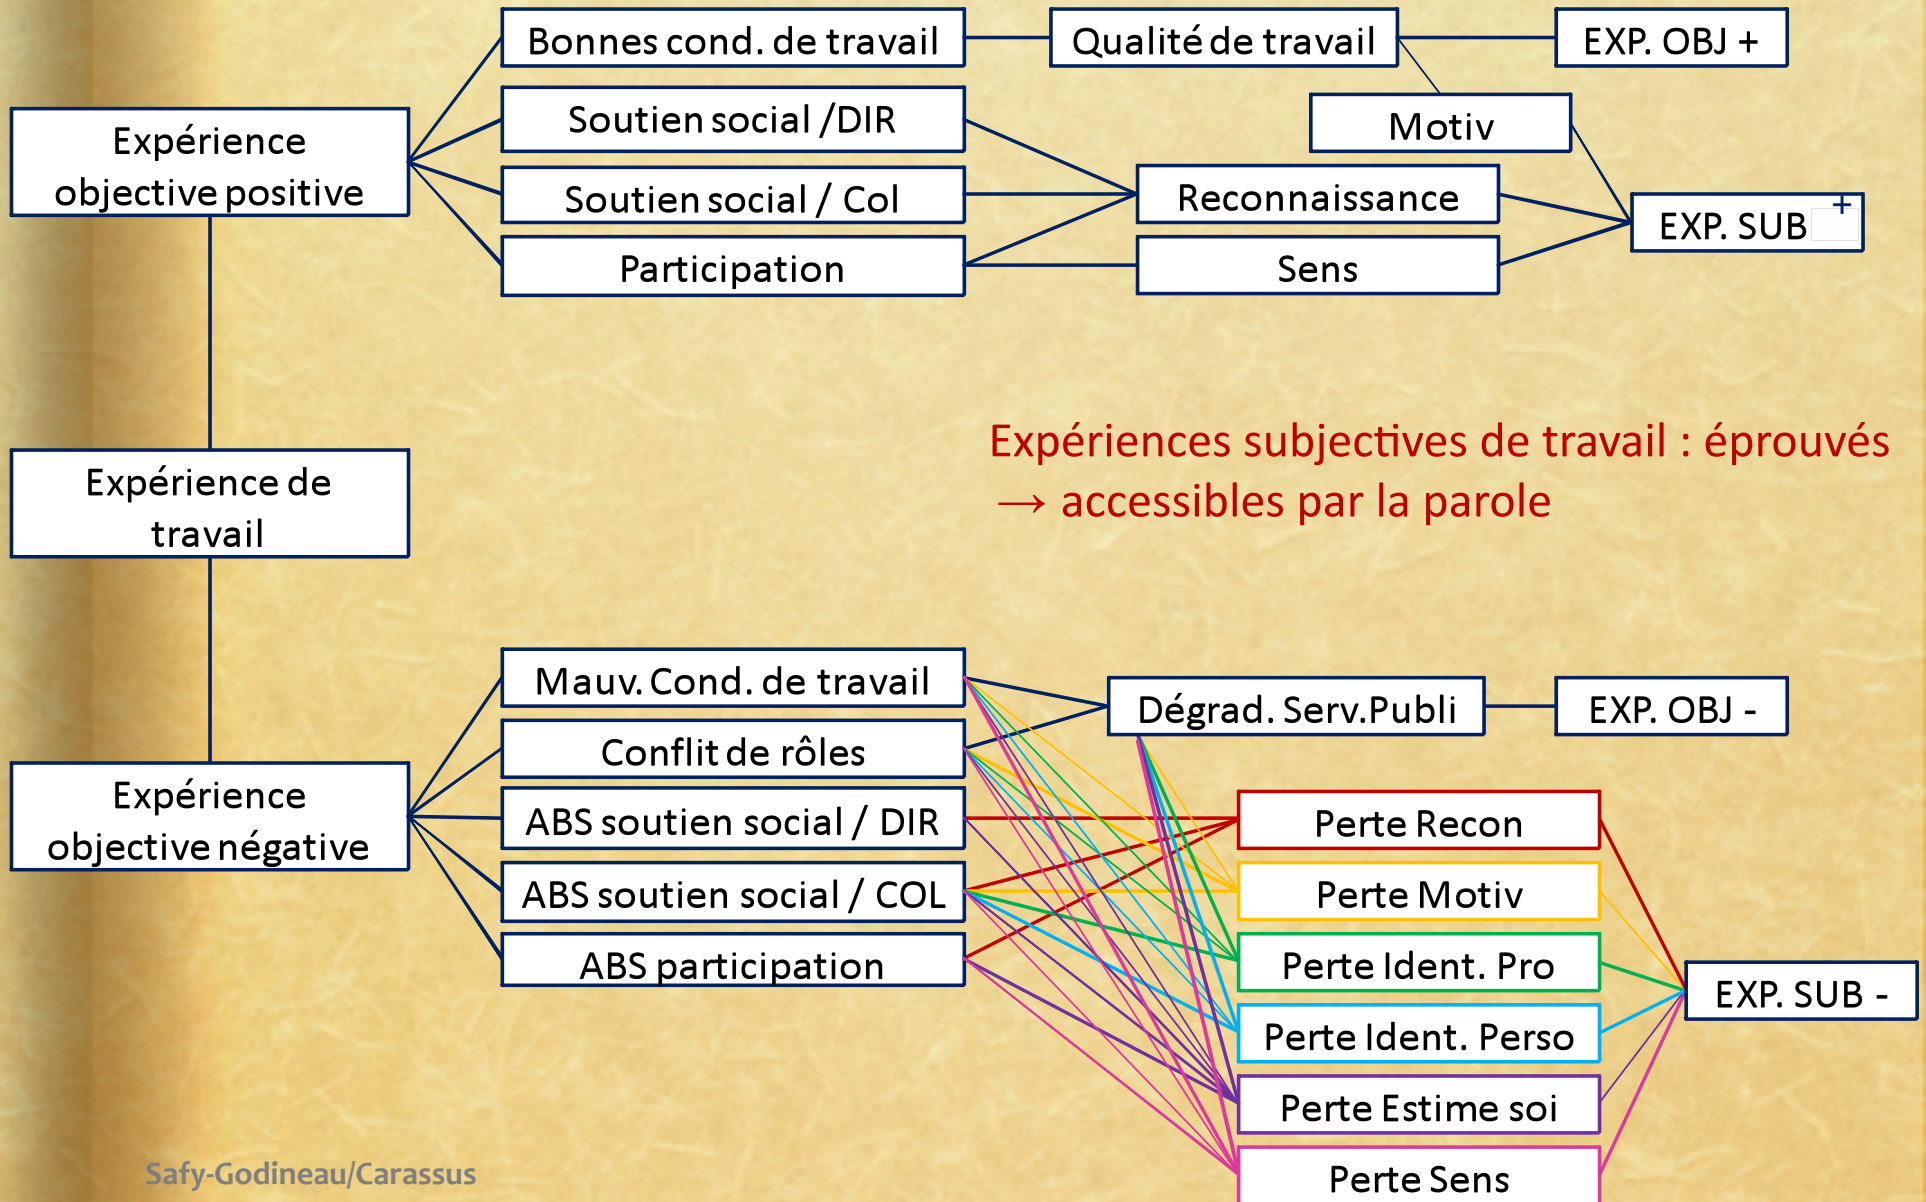 Bonnes cond. de travail
Qualité de travail
EXP. OBJ +
Soutien social /DIR
Motiv
Expérience
objective positive
Soutien social / Col
Reconnaissance
EXP. SUB +
Participation
Sens
Expériences subjectives de travail : éprouvés
→ accessibles par la parole
Expérience de
travail
Mauv. Cond. de travail
Dégrad. Serv.Publi
EXP. OBJ -
Conflit de rôles
Expérience
objective négative
ABS soutien social / DIR
Perte Recon
ABS soutien social / COL
Perte Motiv
ABS participation
Perte Ident. Pro
EXP. SUB -
Perte Ident. Perso
Perte Estime soi
Perte Sens
Safy-Godineau/Carassus